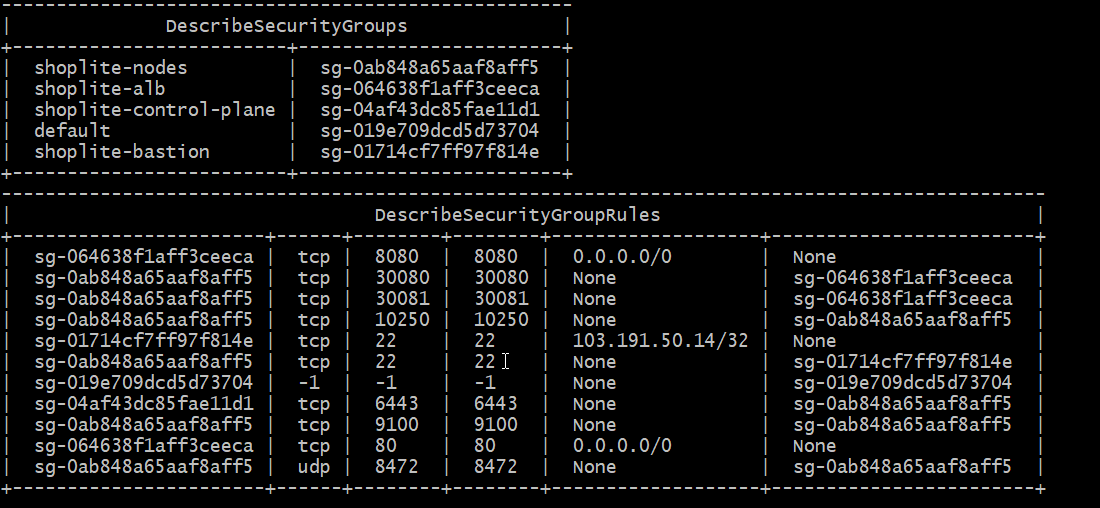 DescribeSecurityGroups
| shoplite-nodes | sg-0ab848a65aaf8aff5 |
| shoplite-alb | sg-064638f1aff3ceeca |
| shoplite-control-plane | sg-04af43dc85fae11d1 |
| default | sg-019e709dcd5d73704 |
| shoplite-bastion | sg-01714cf7ff97f814e |
DescribeSecurityGroupRules
| sg-064638f1aff3ceeca | tcp | 8080 | 8080 | 0.0.0.0/0 | None |
| sg-0ab848a65aaf8aff5 | tcp | 30080 | 30080 | None | sg-064638f1aff3ceeca |
| sg-0ab848a65aaf8aff5 | tcp | 30081 | 30081 | None | sg-064638f1aff3ceeca |
| sg-0ab848a65aaf8aff5 | tcp | 10250 | 10250 | None | sg-0ab848a65aaf8aff5 |
| sg-01714cf7ff97f814e | tcp | 22 | 22 | 103.191.50.14/32 | None |
| sg-0ab848a65aaf8aff5 | tcp | 22 | 22 | None | sg-01714cf7ff97f814e |
| sg-019e709dcd5d73704 | -1 | -1 | -1 | None | sg-019e709dcd5d73704 |
| sg-04af43dc85fae11d1 | tcp | 6443 | 6443 | None | sg-0ab848a65aaf8aff5 |
| sg-0ab848a65aaf8aff5 | tcp | 9100 | 9100 | None | sg-0ab848a65aaf8aff5 |
| sg-064638f1aff3ceeca | tcp | 80 | 80 | 0.0.0.0/0 | None |
| sg-0ab848a65aaf8aff5 | udp | 8472 | 8472 | None | sg-0ab848a65aaf8aff5 |